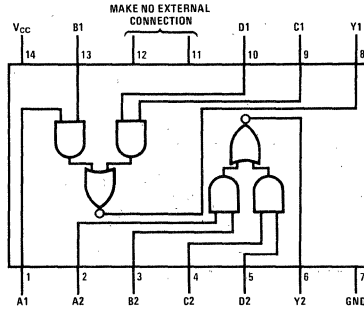 MAKE NO EXTERNAL
CONNECTION
VCC B1 D1 C1 Y1
14 13 12 11 10 9 8
1 2 3 4 5 6 7
A1 A2 B2 C2 D2 Y2 GND